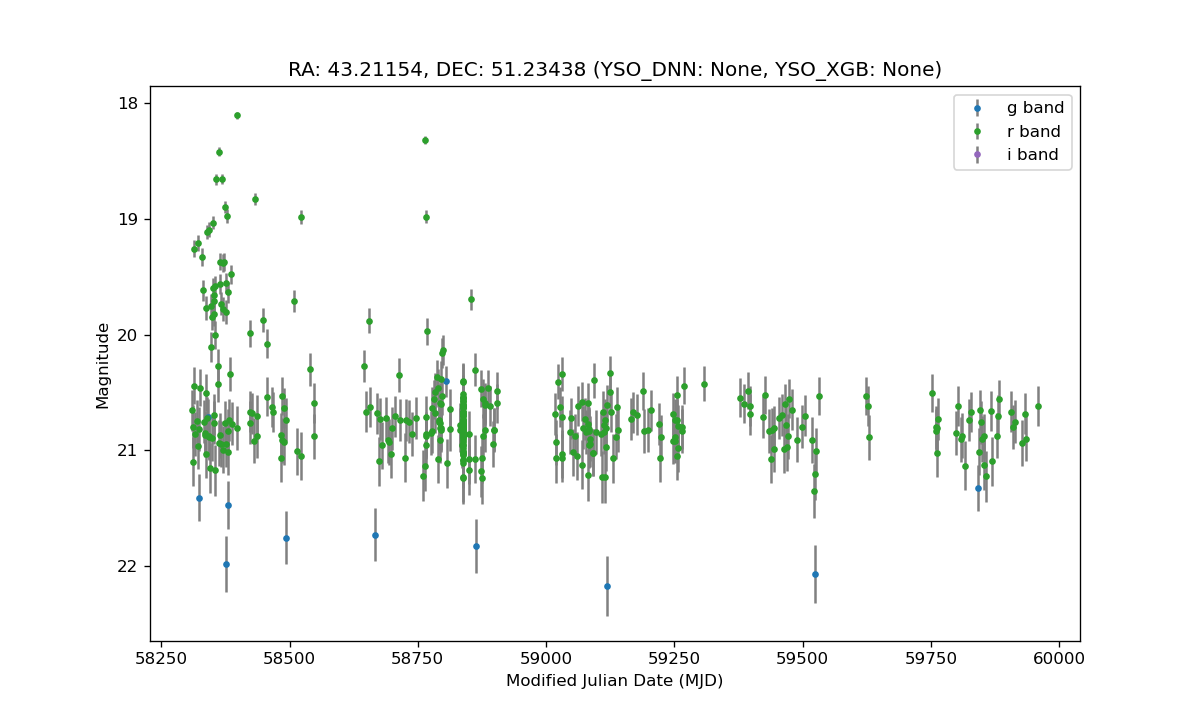 RA: 43.21154, DEC: 51.23438 (YSO_DNN: None, YSO_XGB: None)
g band
r band
i band
18
19
20
21
22
Magnitude
58250
58500
58750
59000
59250
59500
59750
60000
Modified Julian Date (MJD)